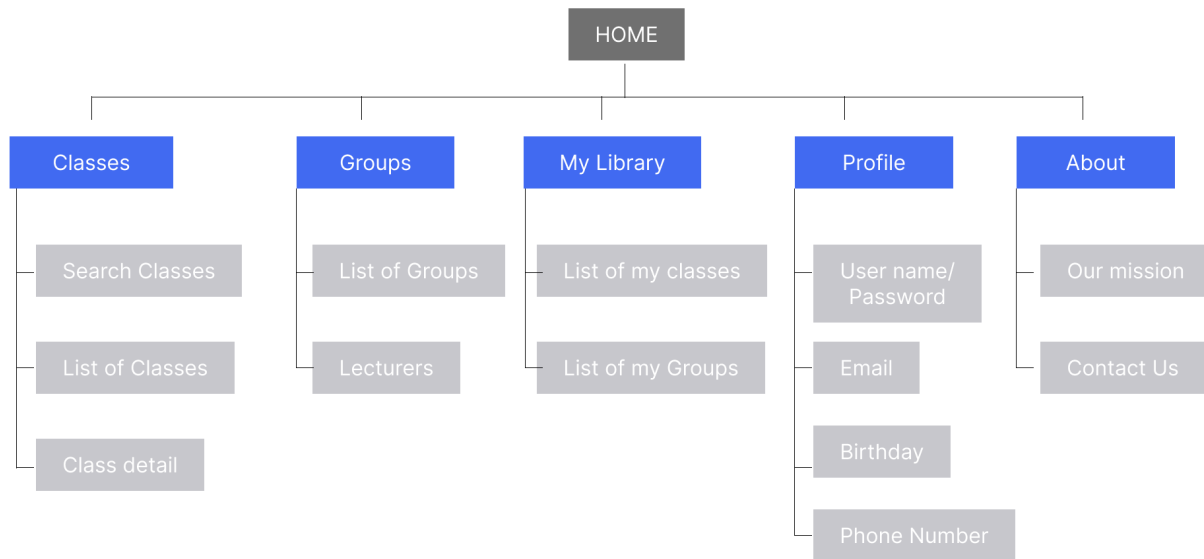 HOME
Classes
Groups
My Library
Profile
About
Search Classes
List of Groups
List of my classes
User name/
Password
Our mission
List of Classes
Lecturers
List of my Groups
Email
Contact Us
Class detail
Birthday
Phone Number